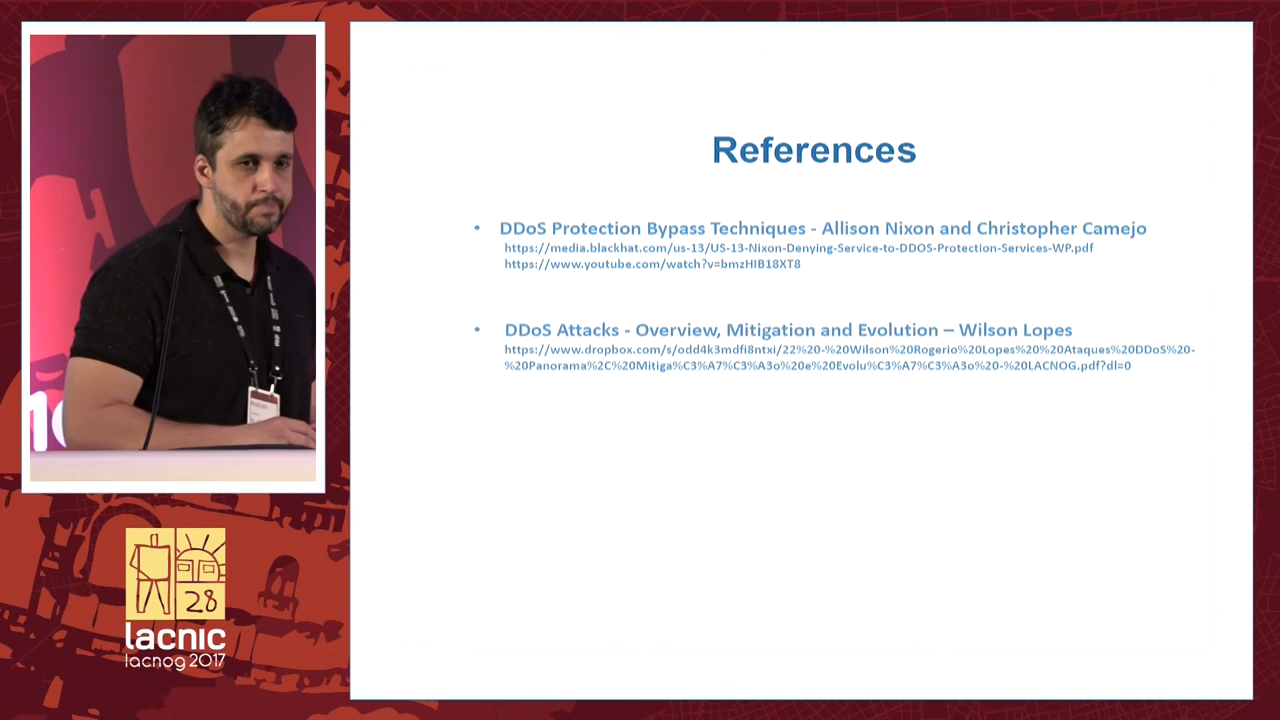 References
• DDoS Protection Bypass Techniques - Allison Nixon and Christopher Camejo
https://media.blackhat.com/us-13/US-13-Nixon-Denying-Service-to-DDOS-Protection-Services-WP.pdf
https://www.youtube.com/watch?v=bmzHIB18XT8
• DDoS Attacks - Overview, Mitigation and Evolution – Wilson Lopes
https://www.dropbox.com/s/odd4k3mdfi8ntxi/22%20-%20Wilson%20Rogerio%20Lopes%20%20Ataques%20DDoS%20-
%20Panorama%2C%20Mitiga%C3%A7%C3%A3o%20e%20Evolu%C3%A7%C3%A3o%20-%20LACNOG.pdf?dl=0
28
lacnic
lacnog 2017